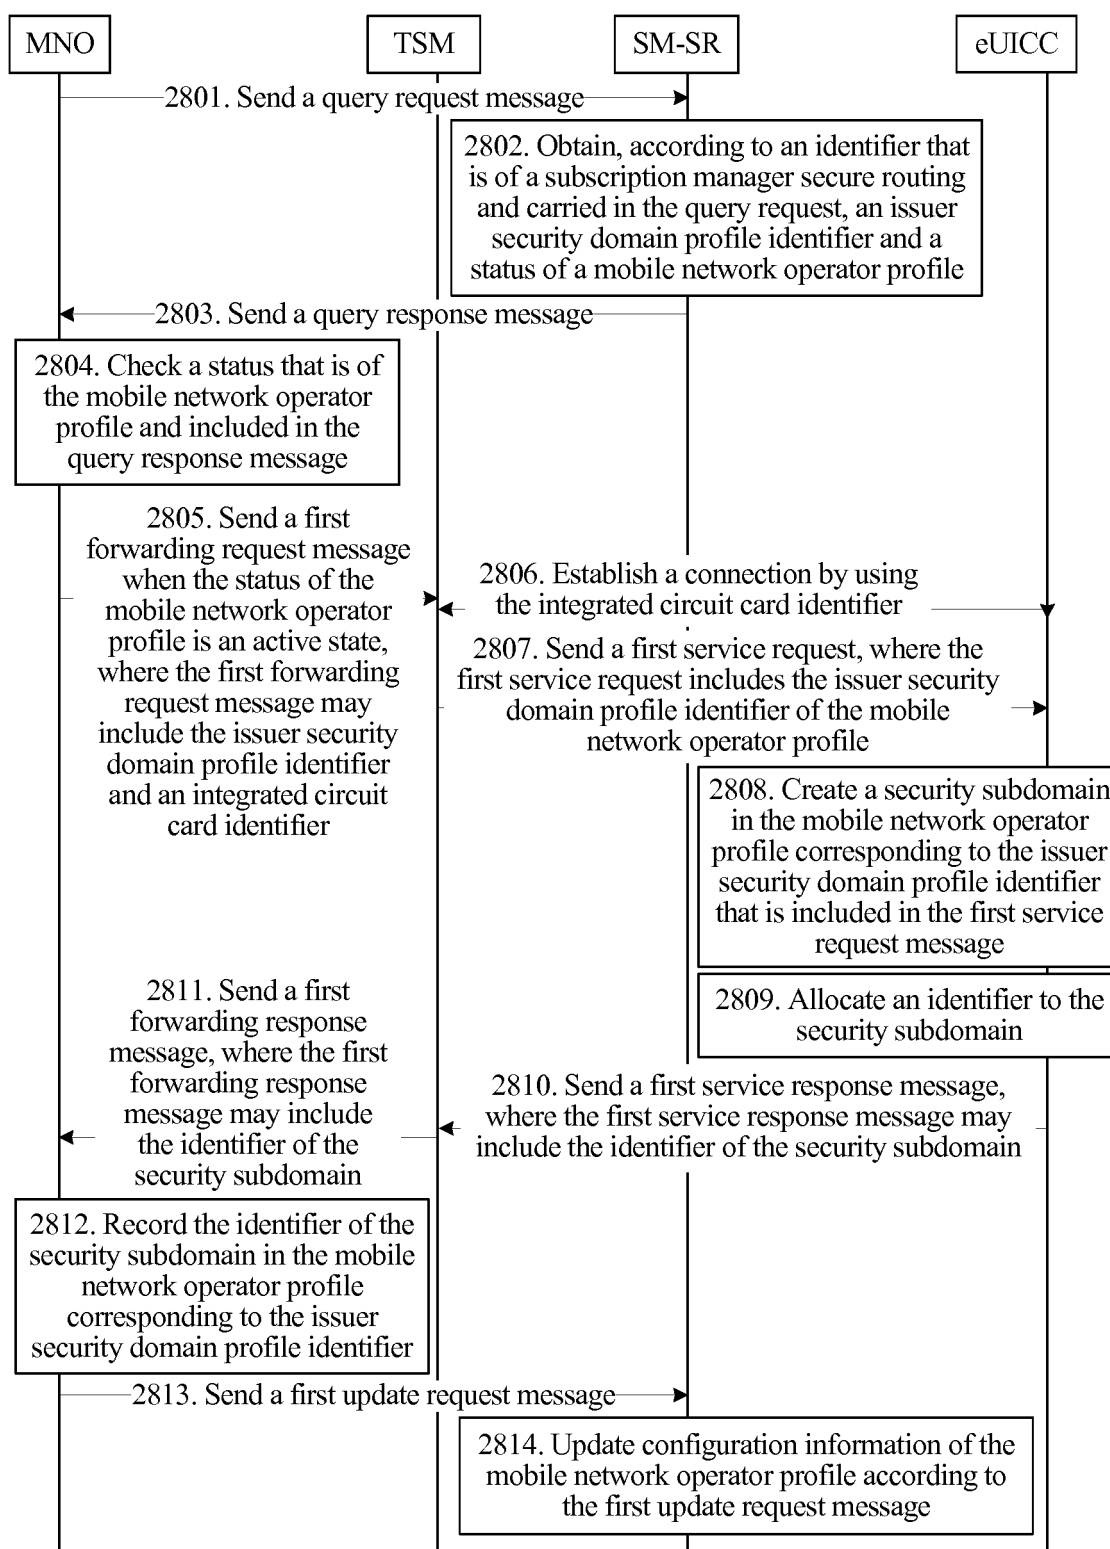 MNO
TSM
SM-SR
eUICC
2801. Send a query request message
2802. Obtain, according to an identifier that
is of a subscription manager secure routing
and carried in the query request, an issuer
security domain profile identifier and a
status of a mobile network operator profile
2803. Send a query response message
2804. Check a status that is of
the mobile network operator
profile and included in the
query response message
2805. Send a first
forwarding request message
when the status of the
mobile network operator
profile is an active state,
where the first forwarding
request message may
include the issuer security
domain profile identifier
and an integrated circuit
card identifier
2806. Establish a connection by using
the integrated circuit card identifier
2807. Send a first service request, where the
first service request includes the issuer security
domain profile identifier of the mobile
network operator profile
2808. Create a security subdomain
in the mobile network operator
profile corresponding to the issuer
security domain profile identifier
that is included in the first service
request message
2809. Allocate an identifier to the
security subdomain
2810. Send a first service response message,
where the first service response message may
include the identifier of the security subdomain
2811. Send a first
forwarding response
message, where the first
forwarding response
message may include
the identifier of the
security subdomain
2812. Record the identifier of the
security subdomain in the mobile
network operator profile
corresponding to the issuer
security domain profile identifier
2813. Send a first update request message
2814. Update configuration information of the
mobile network operator profile according to
the first update request message